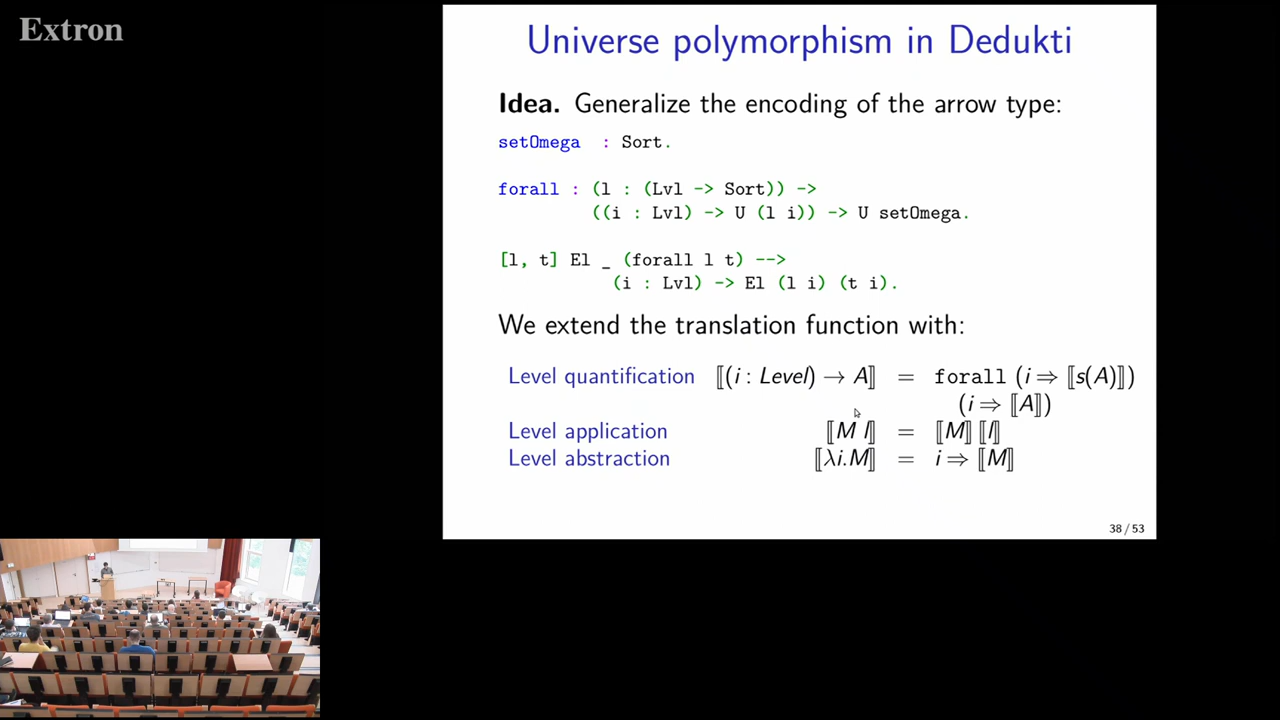 Extron
Universe polymorphism in Dedukti
Idea. Generalize the encoding of the arrow type:
setOmega : Sort.
forall : (l : (Lvl -> Sort)) ->
((i : Lvl) -> U (l i)) -> U setOmega.
[l, t] El _ (forall l t) -->
(i : Lvl) -> El (l i) (t i).
We extend the translation function with:
Level quantification ⟦(i : Level) → A⟧ = forall (i ⇒ ⟦s(A)⟧)
(i ⇒ ⟦A⟧)
Level application ⟦M l⟧ = ⟦M⟧ ⟦l⟧
Level abstraction ⟦λi.M⟧ = i ⇒ ⟦M⟧
38 / 53